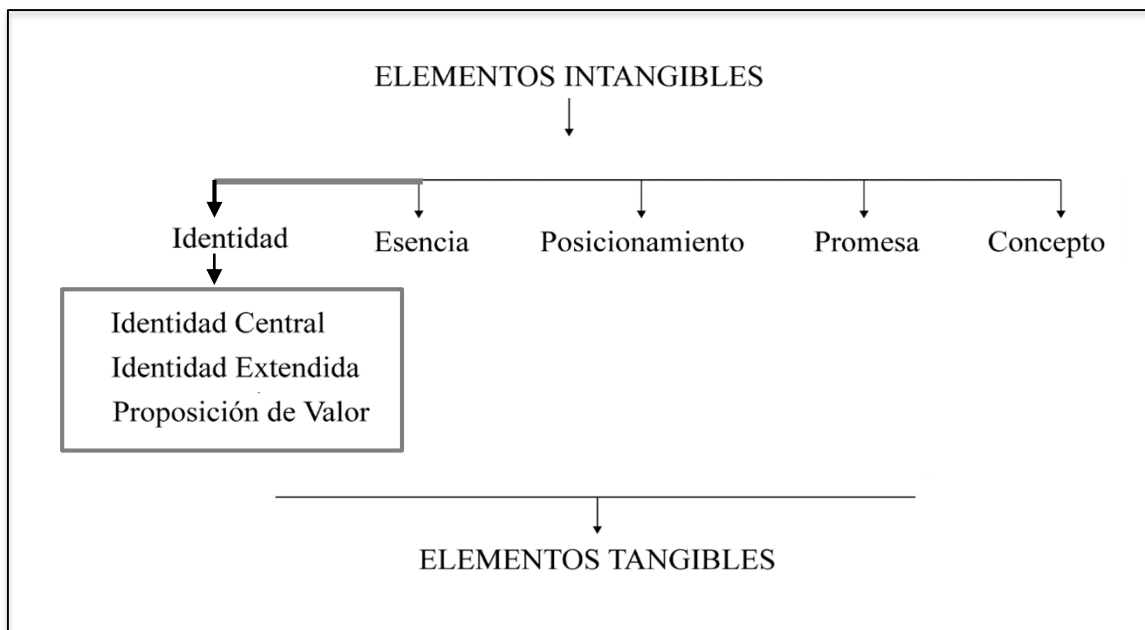 ELEMENTOS INTANGIBLES
Identidad Esencia Posicionamiento Promesa Concepto
Identidad Central
Identidad Extendida
Proposición de Valor
ELEMENTOS TANGIBLES